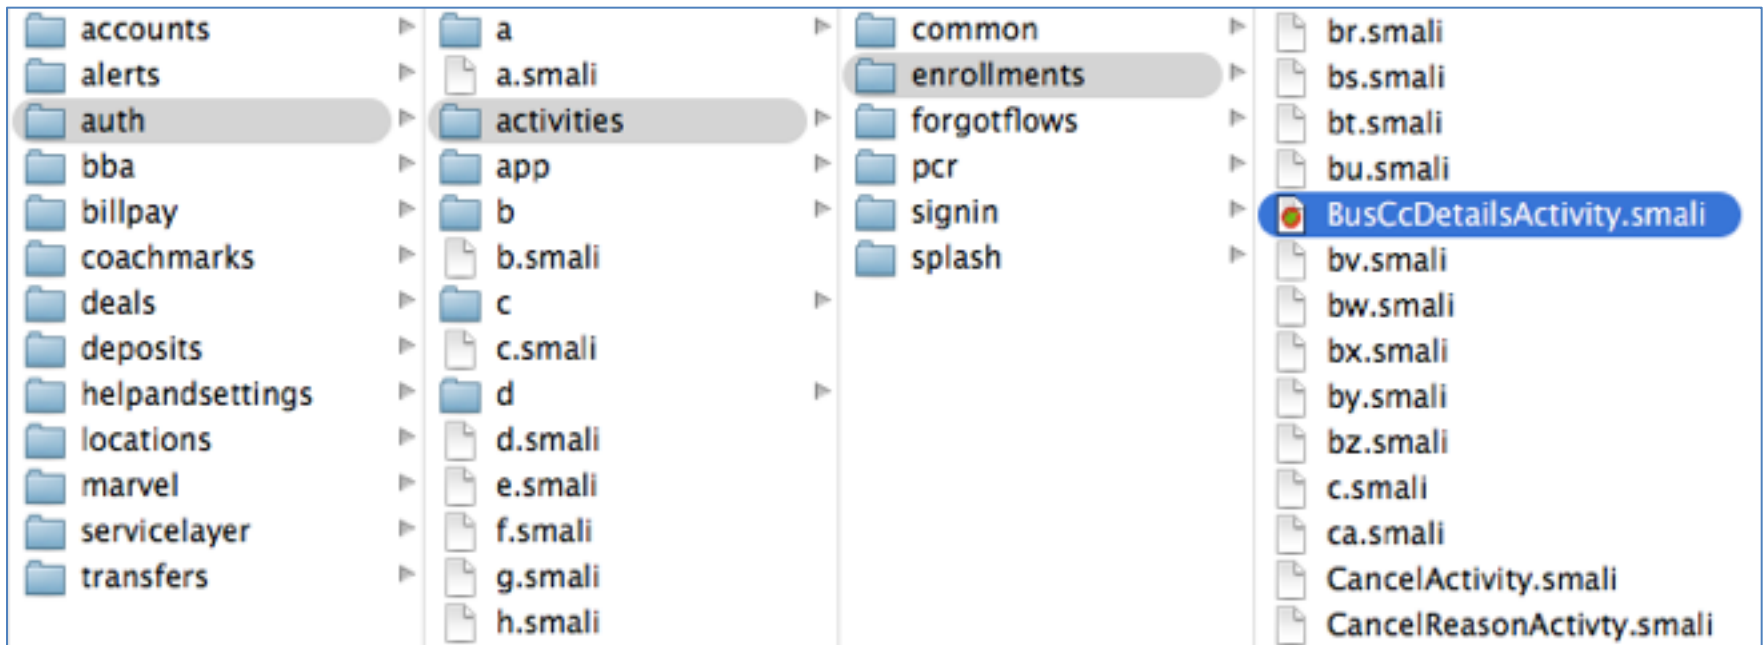 accounts
alerts
auth
bba
billpay
coachmarks
deals
deposits
helpandsettings
locations
marvel
servicelayer
transfers
a
a.smali
activities
app
b
b.smali
c
c.smali
d
d.smali
e.smali
f.smali
g.smali
h.smali
common
enrollments
forgotflows
pcr
signin
splash
br.smali
bs.smali
bt.smali
bu.smali
BusCcDetailsActivity.smali
bv.smali
bw.smali
bx.smali
by.smali
bz.smali
c.smali
ca.smali
CancelActivity.smali
CancelReasonActivty.smali